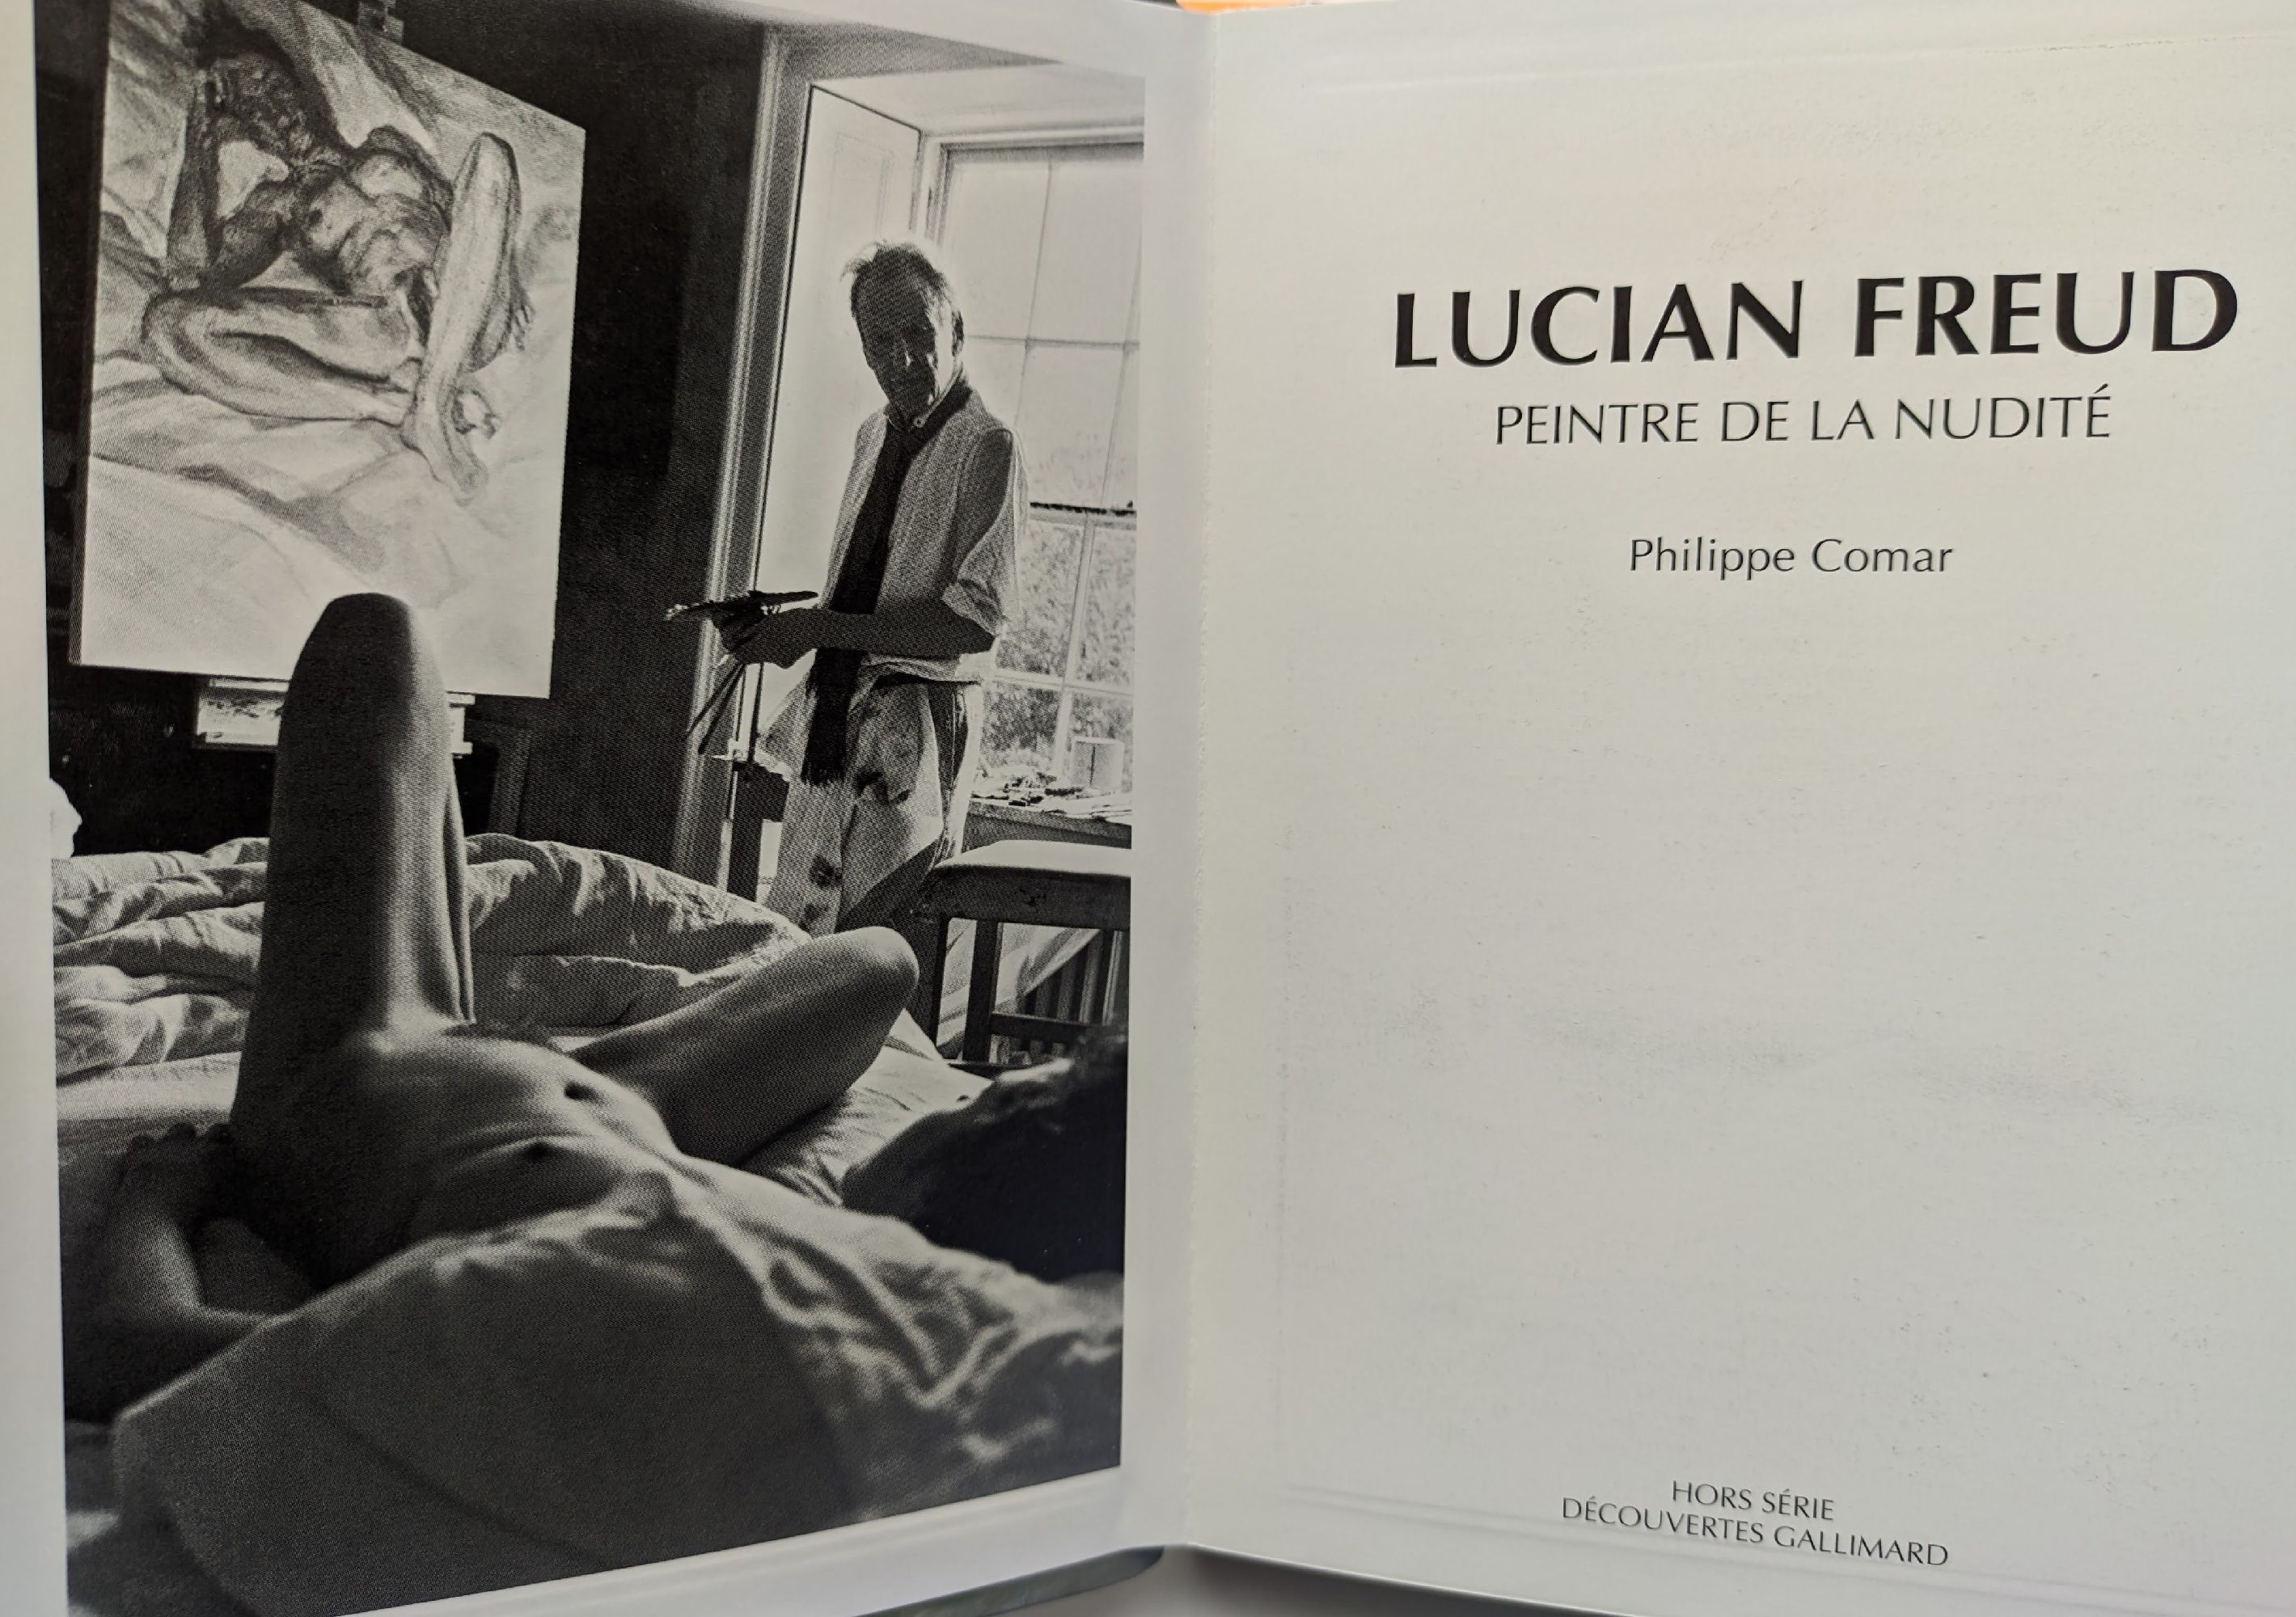 LUCIAN FREUD
PEINTRE DE LA NUDITÉ
Philippe Comar
HORS SÉRIE
DÉCOUVERTES GALLIMARD